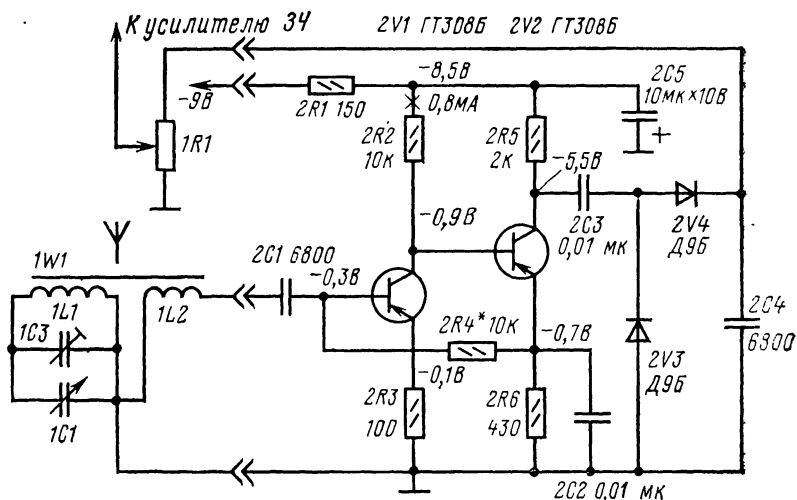 К усилителю ЗЧ
2V1 ГТ308Б 2V2 ГТ308Б
-9В
2R1 150
-8,5В
0,8мА
2C5
10мк×10В
+
1R1
2R2
10к
2R5
2к
-5,5В
-0,9В
2C3
0,01 мк
2V4
Д9Б
1W1
2C1 6800
-0,3В
1L1
1L2
1C3
2R4* 10к
-0,7В
2C4
6800
2V3
Д9Б
-0,1В
1C1
2R3
100
2R6
430
2C2 0,01 мк